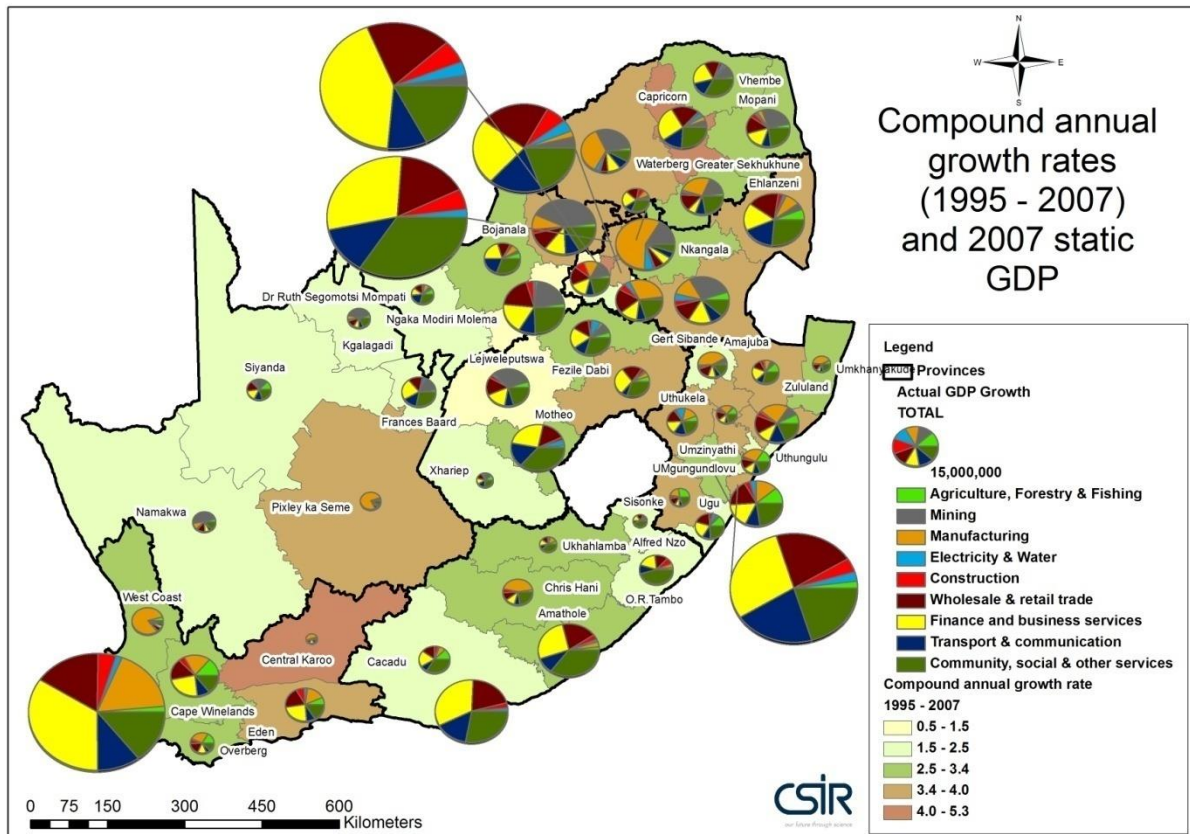 N
W E
S
Compound annual
growth rates
(1995 - 2007)
and 2007 static
GDP
Vhembe
Capricorn
Mopani
Waterberg
Greater Sekhukhune
Ehlanzeni
Bojanala
Nkangala
Dr Ruth Segomotsi Mompati
Ngaka Modiri Molema
Kgalagadi
Gert Sibande
Amajuba
Siyanda
Lejweleputswa
Fezile Dabi
Umkhanyakude
Zululand
Frances Baard
Motheo
Uthukela
Umzinyathi
Uthungulu
UMgungundlovu
Xhariep
Pixley ka Seme
Namakwa
Sisonke
Ugu
Ukhahlamba
Alfred Nzo
Chris Hani
O.R.Tambo
West Coast
Amathole
Central Karoo
Cacadu
Cape Winelands
Eden
Overberg
Legend
Provinces
Actual GDP Growth
TOTAL
15,000,000
Agriculture, Forestry & Fishing
Mining
Manufacturing
Electricity & Water
Construction
Wholesale & retail trade
Finance and business services
Transport & communication
Community, social & other services
Compound annual growth rate
1995 - 2007
0.5 - 1.5
1.5 - 2.5
2.5 - 3.4
3.4 - 4.0
4.0 - 5.3
CSIR
our future through science
0 75 150 300 450 600
Kilometers